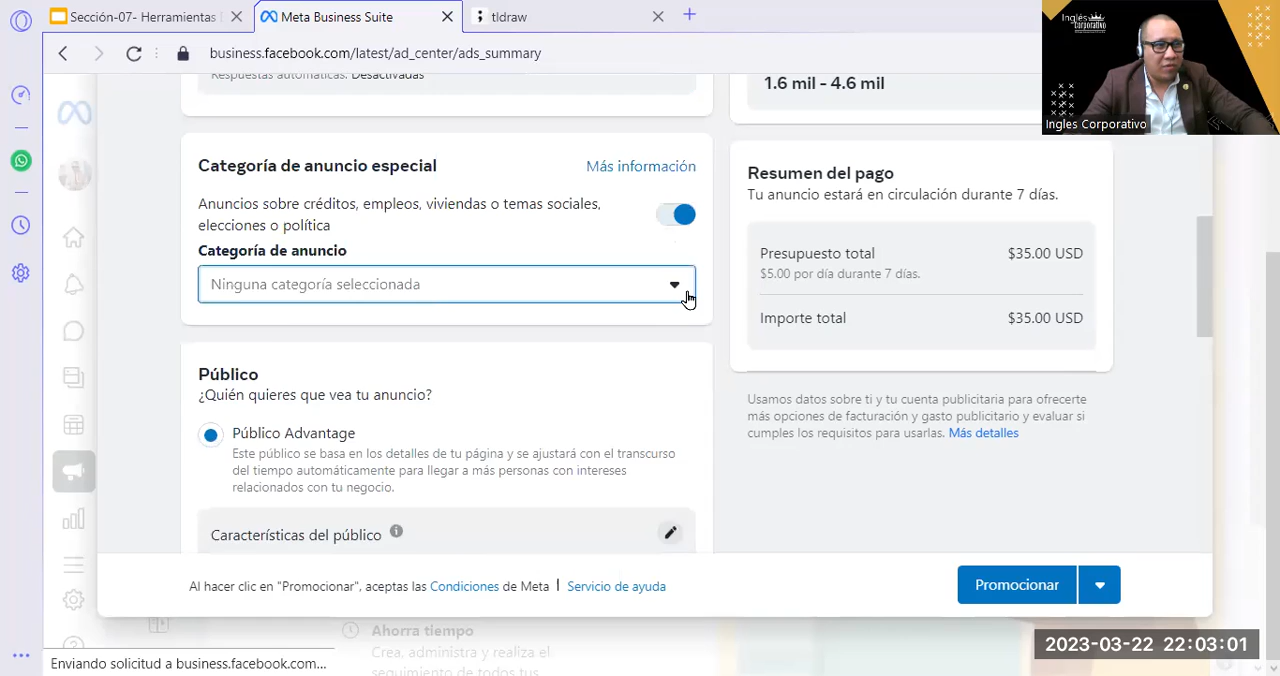 Sección-07- Herramientas
Meta Business Suite
tldraw
business.facebook.com/latest/ad_center/ads_summary
Inglés
Corporativo
Ingles Corporativo
Respuestas automáticas: Desactivadas
1.6 mil - 4.6 mil
Categoría de anuncio especial
Más información
Anuncios sobre créditos, empleos, viviendas o temas sociales,
elecciones o política
Categoría de anuncio
Ninguna categoría seleccionada
Resumen del pago
Tu anuncio estará en circulación durante 7 días.
Presupuesto total
$35.00 USD
$5.00 por día durante 7 días.
Importe total
$35.00 USD
Usamos datos sobre ti y tu cuenta publicitaria para ofrecerte
más opciones de facturación y gasto publicitario y evaluar si
cumples los requisitos para usarlas. Más detalles
Público
¿Quién quieres que vea tu anuncio?
Público Advantage
Este público se basa en los detalles de tu página y se ajustará con el transcurso
del tiempo automáticamente para llegar a más personas con intereses
relacionados con tu negocio.
Características del público
Al hacer clic en "Promocionar", aceptas las Condiciones de Meta | Servicio de ayuda
Promocionar
Ahorra tiempo
Crea, administra y realiza el
seguimiento de todos tus
Enviando solicitud a business.facebook.com...
2023-03-22 22:03:01